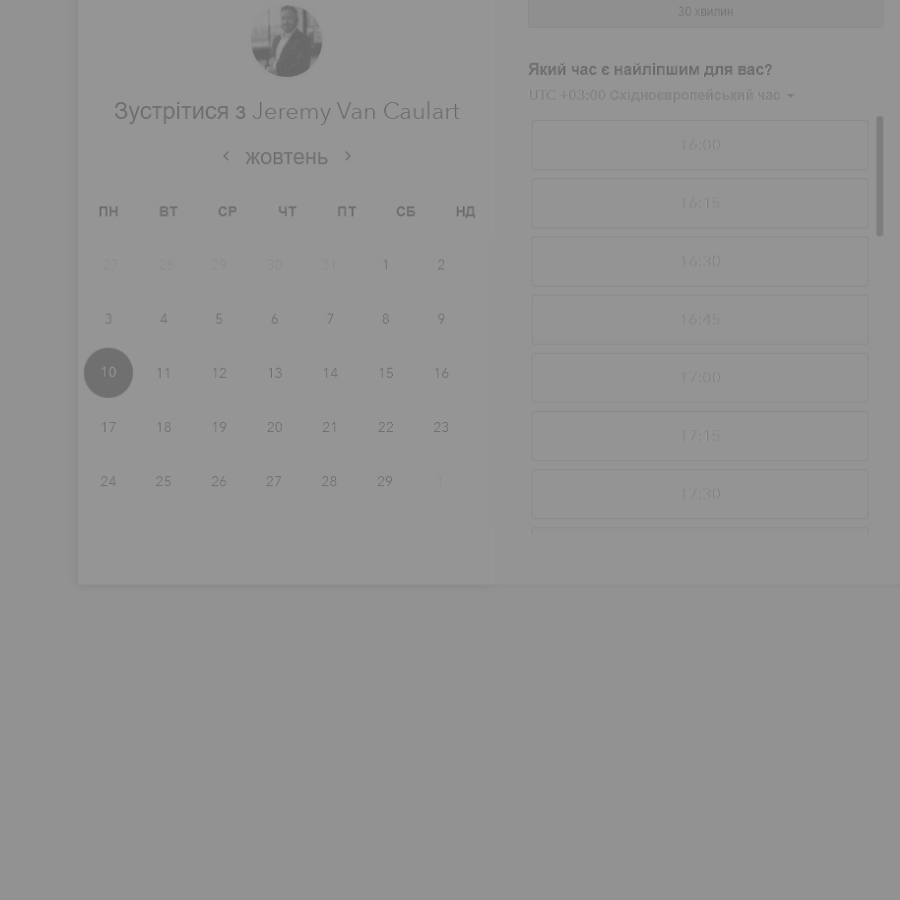 Зустрітися з Jeremy Van Caulart
жовтень
ПН ВТ СР ЧТ ПТ СБ НД
27 28 29 30 31 1 2
3 4 5 6 7 8 9
10 11 12 13 14 15 16
17 18 19 20 21 22 23
24 25 26 27 28 29 1
30 хвилин
Який час є найліпшим для вас?
UTC +03:00 Східноєвропейський час
16:00
16:15
16:30
16:45
17:00
17:15
17:30